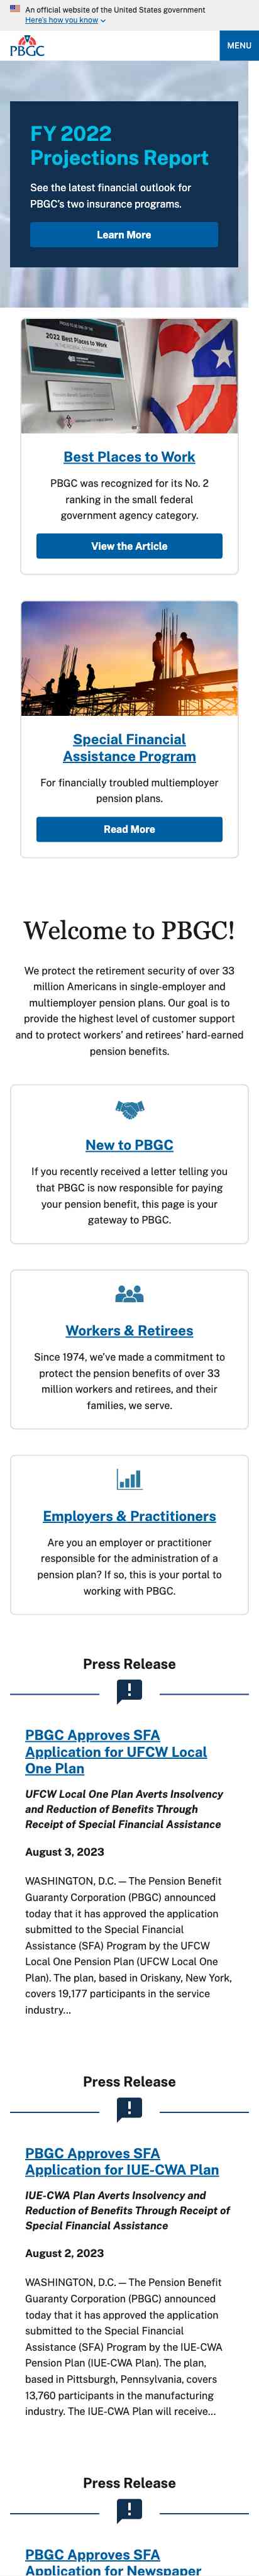 An official website of the United States government
Here's how you know
PBGC
MENU
FY 2022
Projections Report
See the latest financial outlook for
PBGC's two insurance programs.
Learn More
2022 Best Places to Work
Best Places to Work
PBGC was recognized for its No. 2
ranking in the small federal
government agency category.
View the Article
Special Financial
Assistance Program
For financially troubled multiemployer
pension plans.
Read More
Welcome to PBGC!
We protect the retirement security of over 33
million Americans in single-employer and
multiemployer pension plans. Our goal is to
provide the highest level of customer support
and to protect workers' and retirees' hard-earned
pension benefits.
New to PBGC
If you recently received a letter telling you
that PBGC is now responsible for paying
your pension benefit, this page is your
gateway to PBGC.
Workers & Retirees
Since 1974, we've made a commitment to
protect the pension benefits of over 33
million workers and retirees, and their
families, we serve.
Employers & Practitioners
Are you an employer or practitioner
responsible for the administration of a
pension plan? If so, this is your portal to
working with PBGC.
Press Release
PBGC Approves SFA
Application for UFCW Local
One Plan
UFCW Local One Plan Averts Insolvency
and Reduction of Benefits Through
Receipt of Special Financial Assistance
August 3, 2023
WASHINGTON, D.C. — The Pension Benefit
Guaranty Corporation (PBGC) announced
today that it has approved the application
submitted to the Special Financial
Assistance (SFA) Program by the UFCW
Local One Pension Plan (UFCW Local One
Plan). The plan, based in Oriskany, New York,
covers 19,177 participants in the service
industry...
Press Release
PBGC Approves SFA
Application for IUE-CWA Plan
IUE-CWA Plan Averts Insolvency and
Reduction of Benefits Through Receipt of
Special Financial Assistance
August 2, 2023
WASHINGTON, D.C. — The Pension Benefit
Guaranty Corporation (PBGC) announced
today that it has approved the application
submitted to the Special Financial
Assistance (SFA) Program by the IUE-CWA
Pension Plan (IUE-CWA Plan). The plan,
based in Pittsburgh, Pennsylvania, covers
13,760 participants in the manufacturing
industry. The IUE-CWA Plan will receive...
Press Release
PBGC Approves SFA
Application for Newspaper